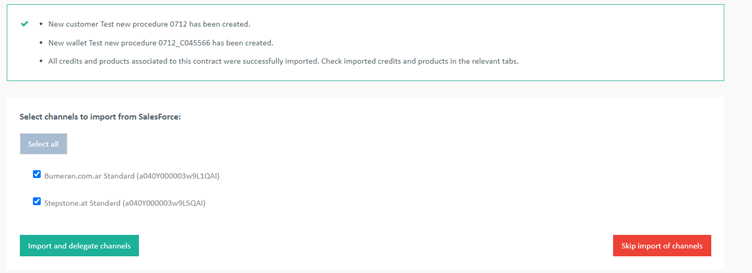 New customer Test new procedure 0712 has been created.
New wallet Test new procedure 0712_C045566 has been created.
All credits and products associated to this contract were successfully imported. Check imported credits and products in the relevant tabs.
Select channels to import from SalesForce:
Select all
Bumeran.com.ar Standard (a040Y000003w9L1QAI)
Stepstone.at Standard (a040Y000003w9L5QAI)
Import and delegate channels
Skip import of channels